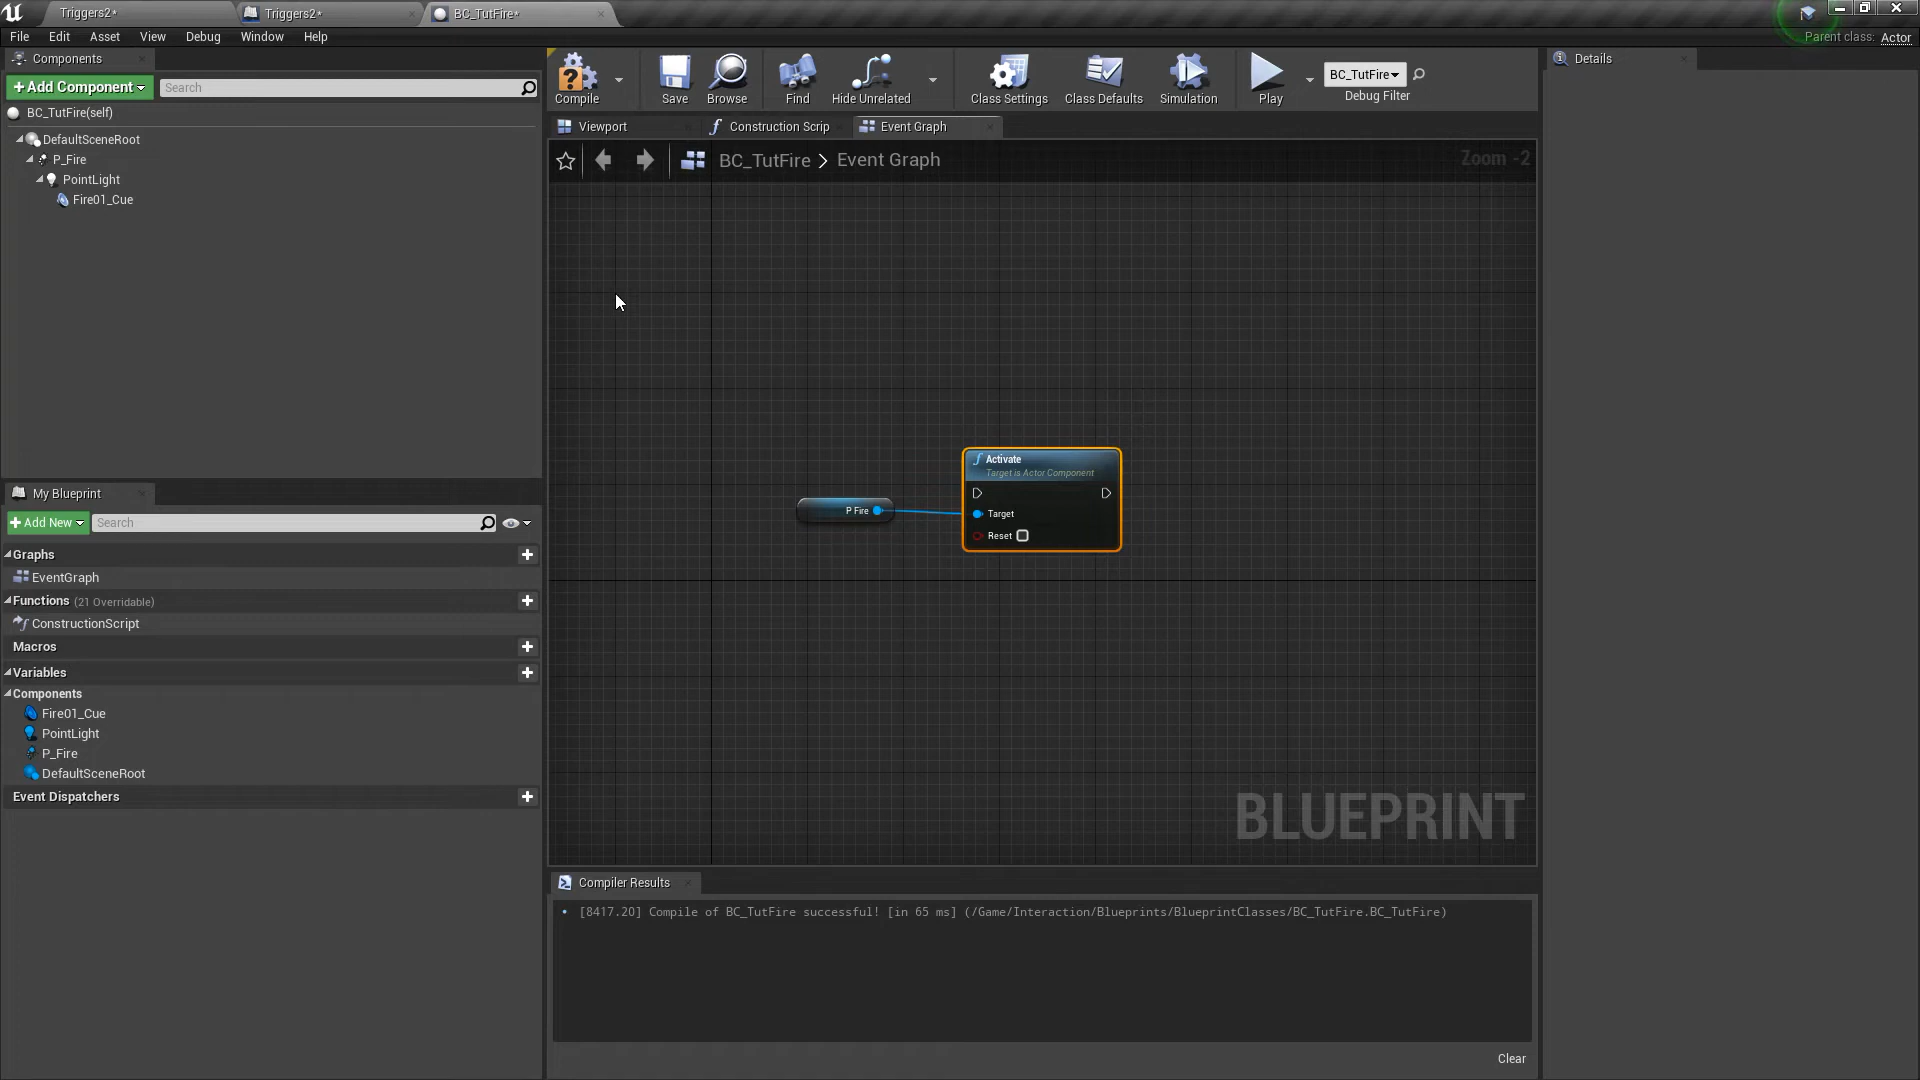 Triggers2*
Triggers2*
BC_TutFire*
File Edit Asset View Debug Window Help
Parent class: Actor
Components
+Add Component
Search
BC_TutFire(self)
DefaultSceneRoot
P_Fire
PointLight
Fire01_Cue
My Blueprint
+Add New
Search
Graphs
EventGraph
Functions (21 Overridable)
ConstructionScript
Macros
Variables
Components
Fire01_Cue
PointLight
P_Fire
DefaultSceneRoot
Event Dispatchers
Compile
Save
Browse
Find
Hide Unrelated
Class Settings
Class Defaults
Simulation
Play
BC_TutFire
Debug Filter
Viewport
Construction Scrip
Event Graph
BC_TutFire > Event Graph
Zoom -2
P Fire
Activate
Target is Actor Component
Target
Reset
BLUEPRINT
Compiler Results
[8417.20] Compile of BC_TutFire successful! [in 65 ms] (/Game/Interaction/Blueprints/BlueprintClasses/BC_TutFire.BC_TutFire)
Clear
Details